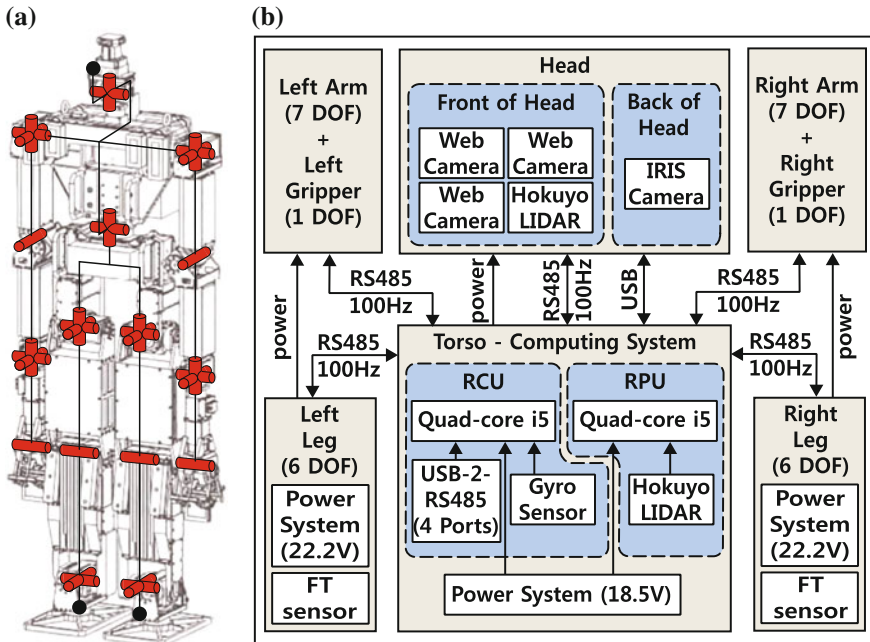 (a)
(b)
Left Arm
(7 DOF)
+
Left
Gripper
(1 DOF)
Head
Front of Head
Web
Camera
Web
Camera
Web
Camera
Hokuyo
LIDAR
Back of
Head
IRIS
Camera
Right Arm
(7 DOF)
+
Right
Gripper
(1 DOF)
power
RS485
100Hz
power
RS485
100Hz
USB
RS485
100Hz
power
RS485
100Hz
RS485
100Hz
Torso - Computing System
RCU
Quad-core i5
USB-2-
RS485
(4 Ports)
Gyro
Sensor
RPU
Quad-core i5
Hokuyo
LIDAR
Power System (18.5V)
Left
Leg
(6 DOF)
Power
System
(22.2V)
FT
sensor
Right
Leg
(6 DOF)
Power
System
(22.2V)
FT
sensor